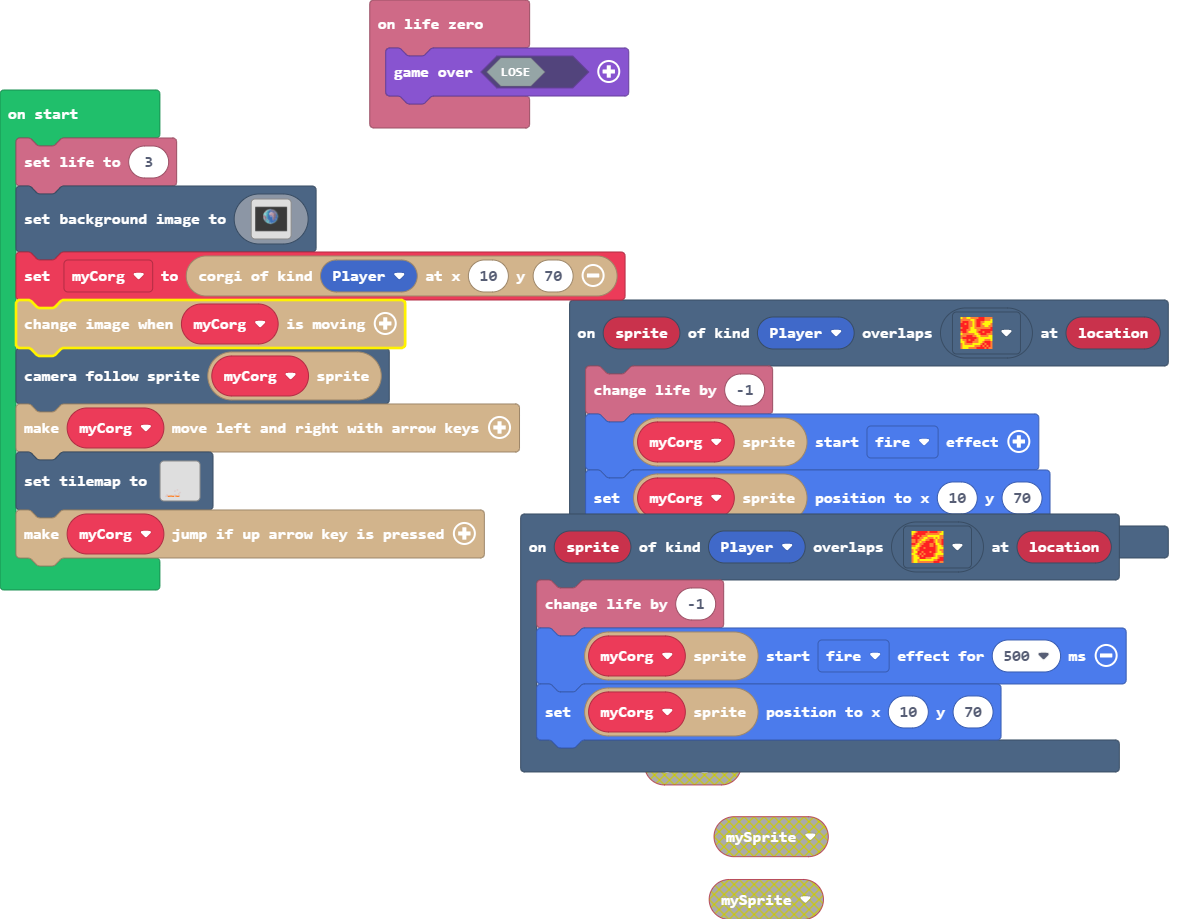 on life zero
game over LOSE
on start
set life to 3
set background image to
set myCorg to corgi of kind Player at x 10 y 70
change image when myCorg is moving
camera follow sprite myCorg sprite
make myCorg move left and right with arrow keys
set tilemap to
make myCorg jump if up arrow key is pressed
on sprite of kind Player overlaps at location
change life by -1
myCorg sprite start fire effect
set myCorg sprite position to x 10 y 70
on sprite of kind Player overlaps at location
change life by -1
myCorg sprite start fire effect for 500 ms
set myCorg sprite position to x 10 y 70
mySprite
mySprite